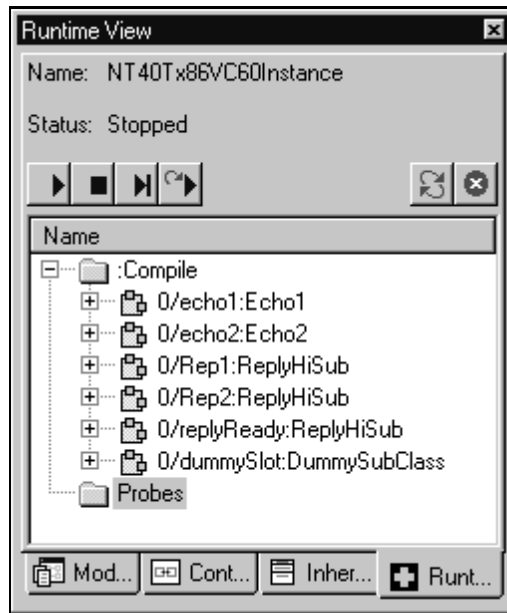 Runtime View
Name: NT40Tx86VC60Instance
Status: Stopped
Name
:Compile
0/echo1:Echo1
0/echo2:Echo2
0/Rep1:ReplyHiSub
0/Rep2:ReplyHiSub
0/replyReady:ReplyHiSub
0/dummySlot:DummySubClass
Probes
Mod... Cont... Inher... Runt...